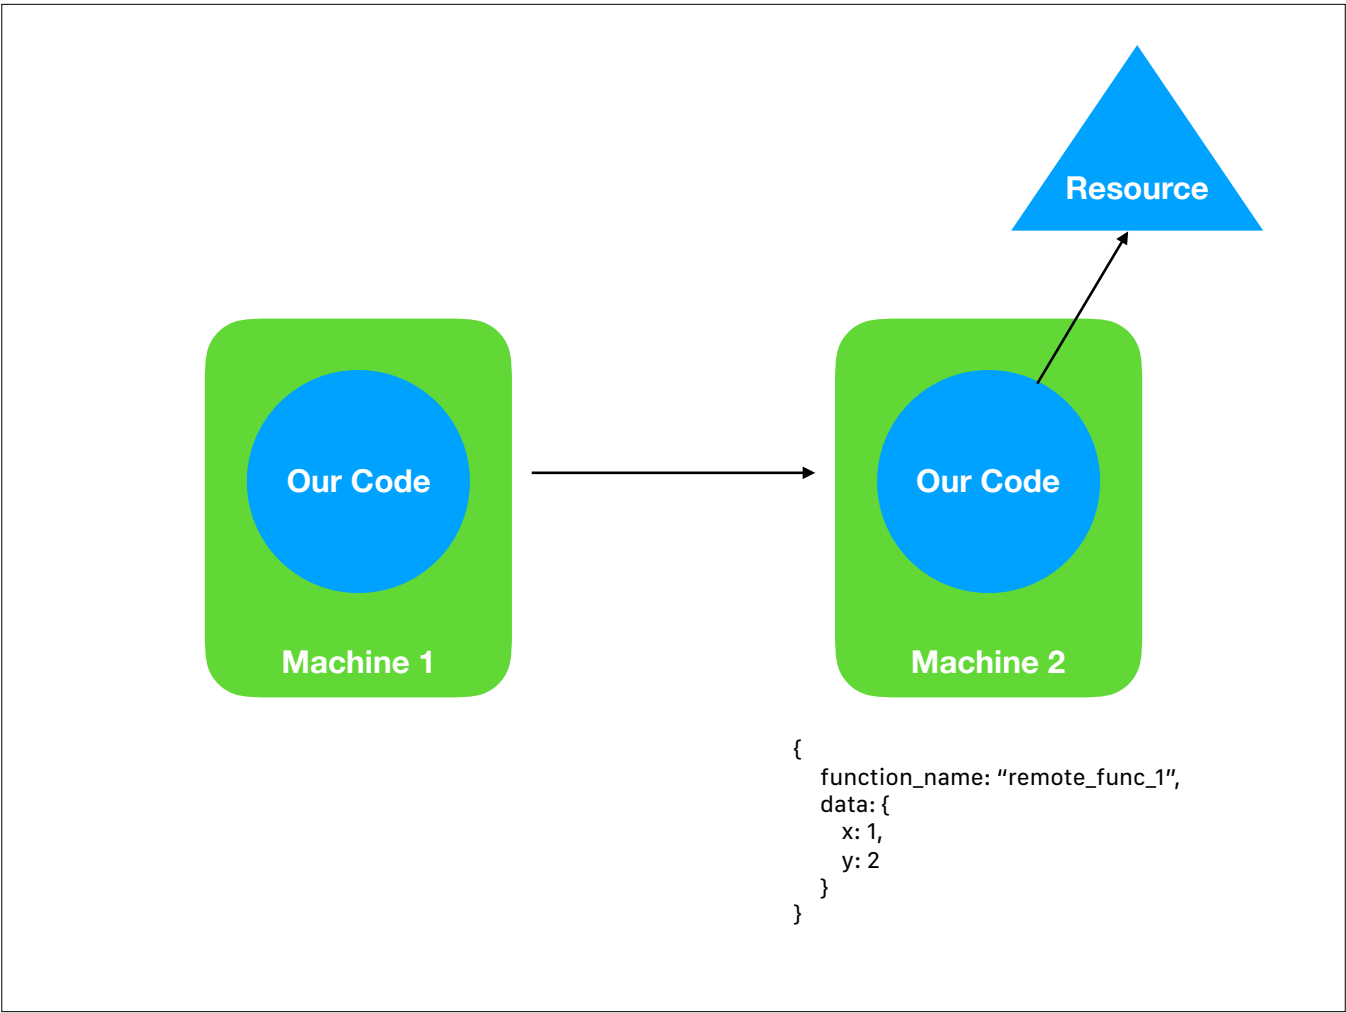 Resource
Our Code
Our Code
Machine 1
Machine 2
{
function_name: “remote_func_1”,
data: {
x: 1,
y: 2
}
}